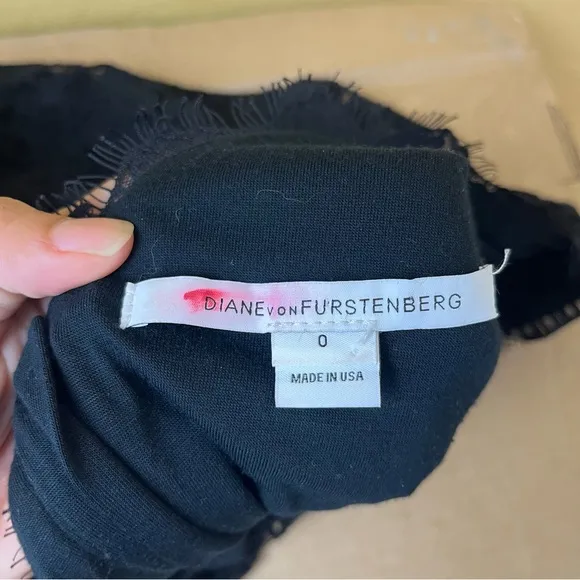 DIANE VON FURSTENBERG
0
MADE IN USA